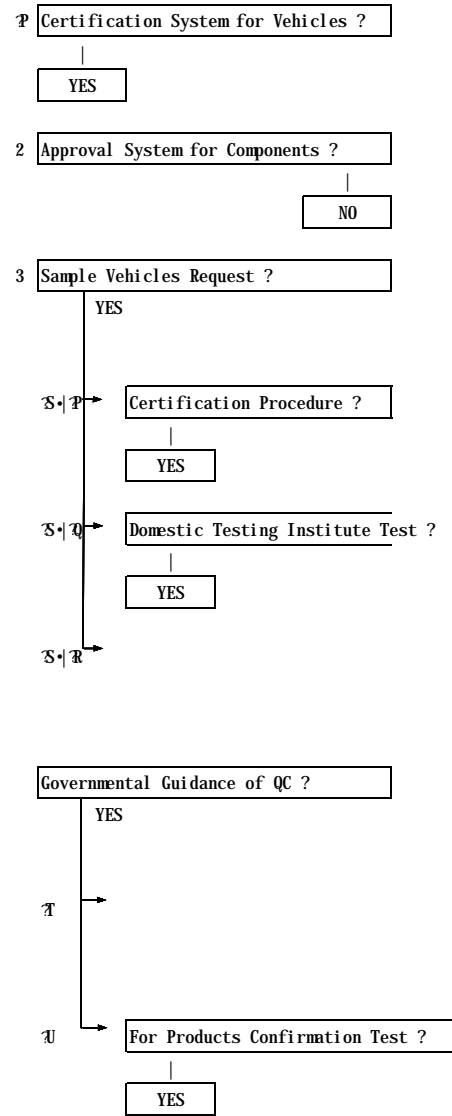 ?P Certification System for Vehicles ?
YES
2 Approval System for Components ?
NO
3 Sample Vehicles Request ?
YES
?S•|?P Certification Procedure ?
YES
?S•|?Q Domestic Testing Institute Test ?
YES
?S•|?R
Governmental Guidance of QC ?
YES
?T
?U For Products Confirmation Test ?
YES